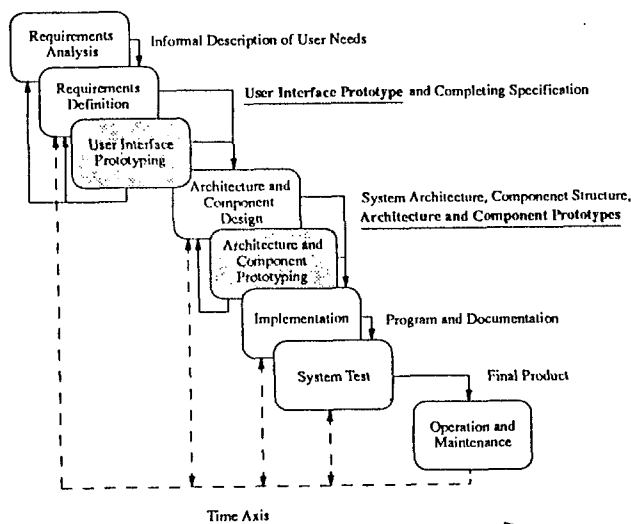 Requirements
Analysis
Informal Description of User Needs
Requirements
Definition
User Interface Prototype and Completing Specification
User Interface
Prototyping
Architecture and
Component
Design
System Architecture, Componenet Structure,
Architecture and Component Prototypes
Architecture and
Component
Prototyping
Implementation
Program and Documentation
System Test
Final Product
Operation and
Maintenance
Time Axis